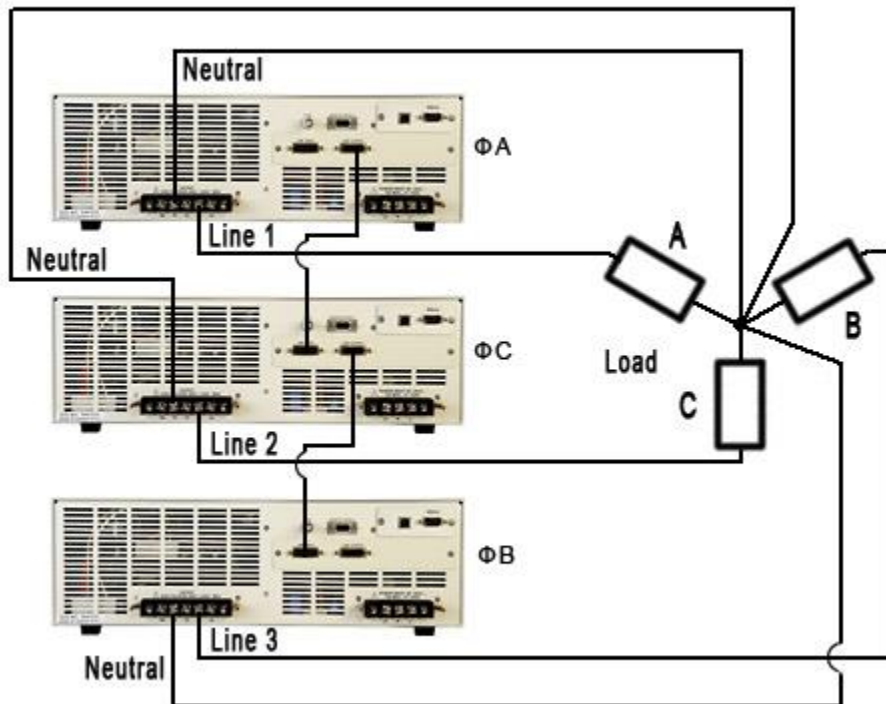 Neutral
ΦA
Line 1
A
Neutral
B
ΦC
Load
C
Line 2
ΦB
Line 3
Neutral